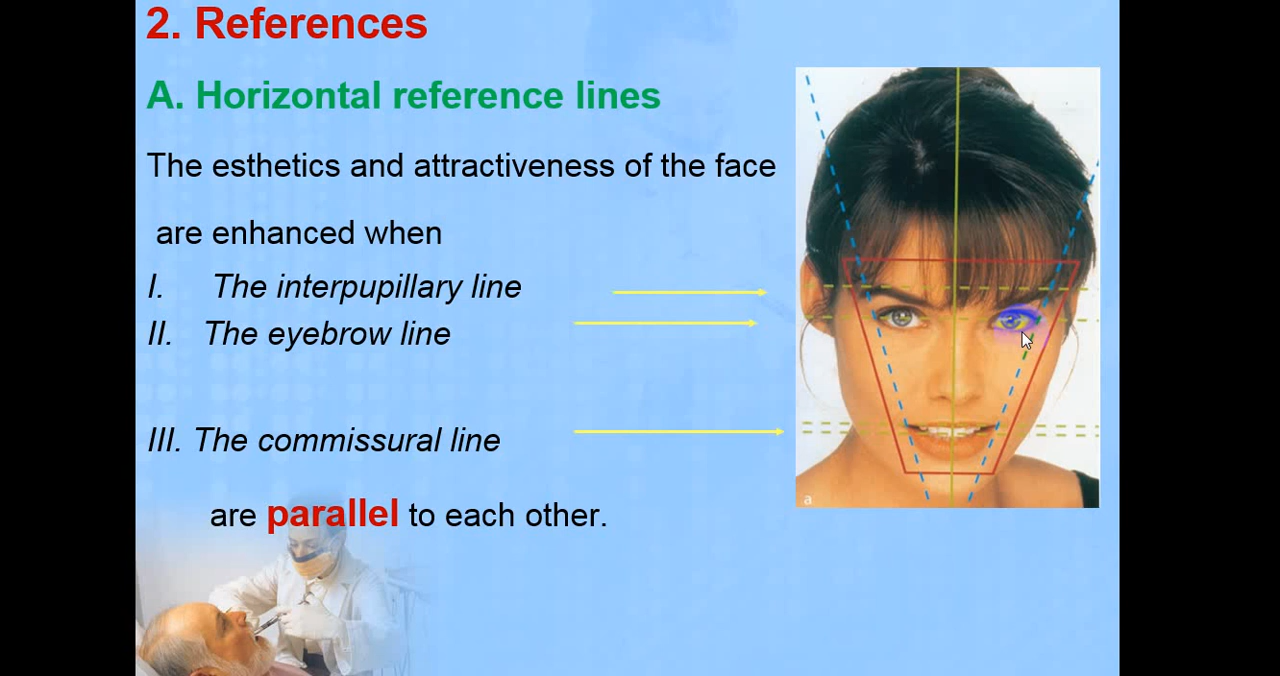 2. References
A. Horizontal reference lines
The esthetics and attractiveness of the face
are enhanced when
I. The interpupillary line
II. The eyebrow line
III. The commissural line
are parallel to each other.
a